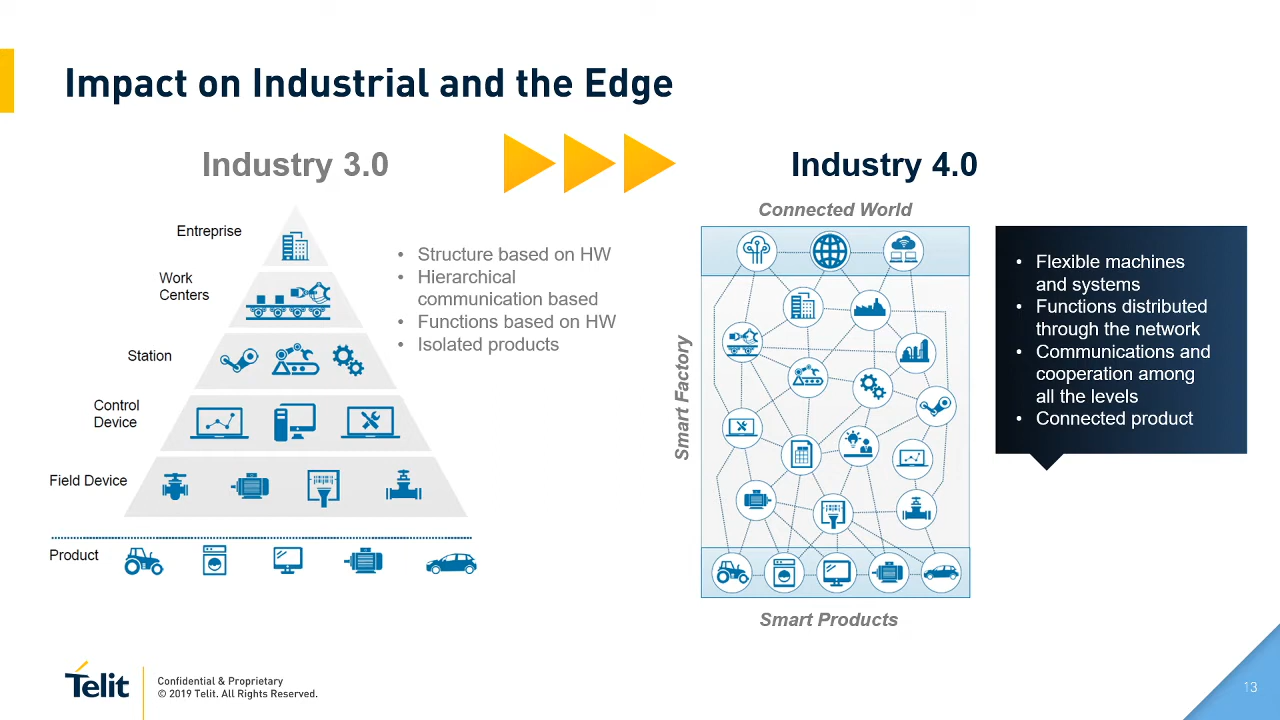 Impact on Industrial and the Edge
Industry 3.0
Industry 4.0
Entreprise
Work
Centers
Station
Control
Device
Field Device
Product
• Structure based on HW
• Hierarchical
communication based
• Functions based on HW
• Isolated products
Connected World
Smart Factory
Smart Products
• Flexible machines
and systems
• Functions distributed
through the network
• Communications and
cooperation among
all the levels
• Connected product
Telit
Confidential & Proprietary
© 2019 Telit. All Rights Reserved.
13